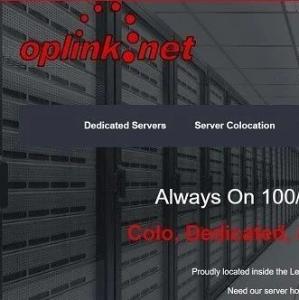 oplink.net
Dedicated Servers Server Colocation
Always On 100/
Colo, Dedicated,
Proudly located inside the Le
Need our server ho